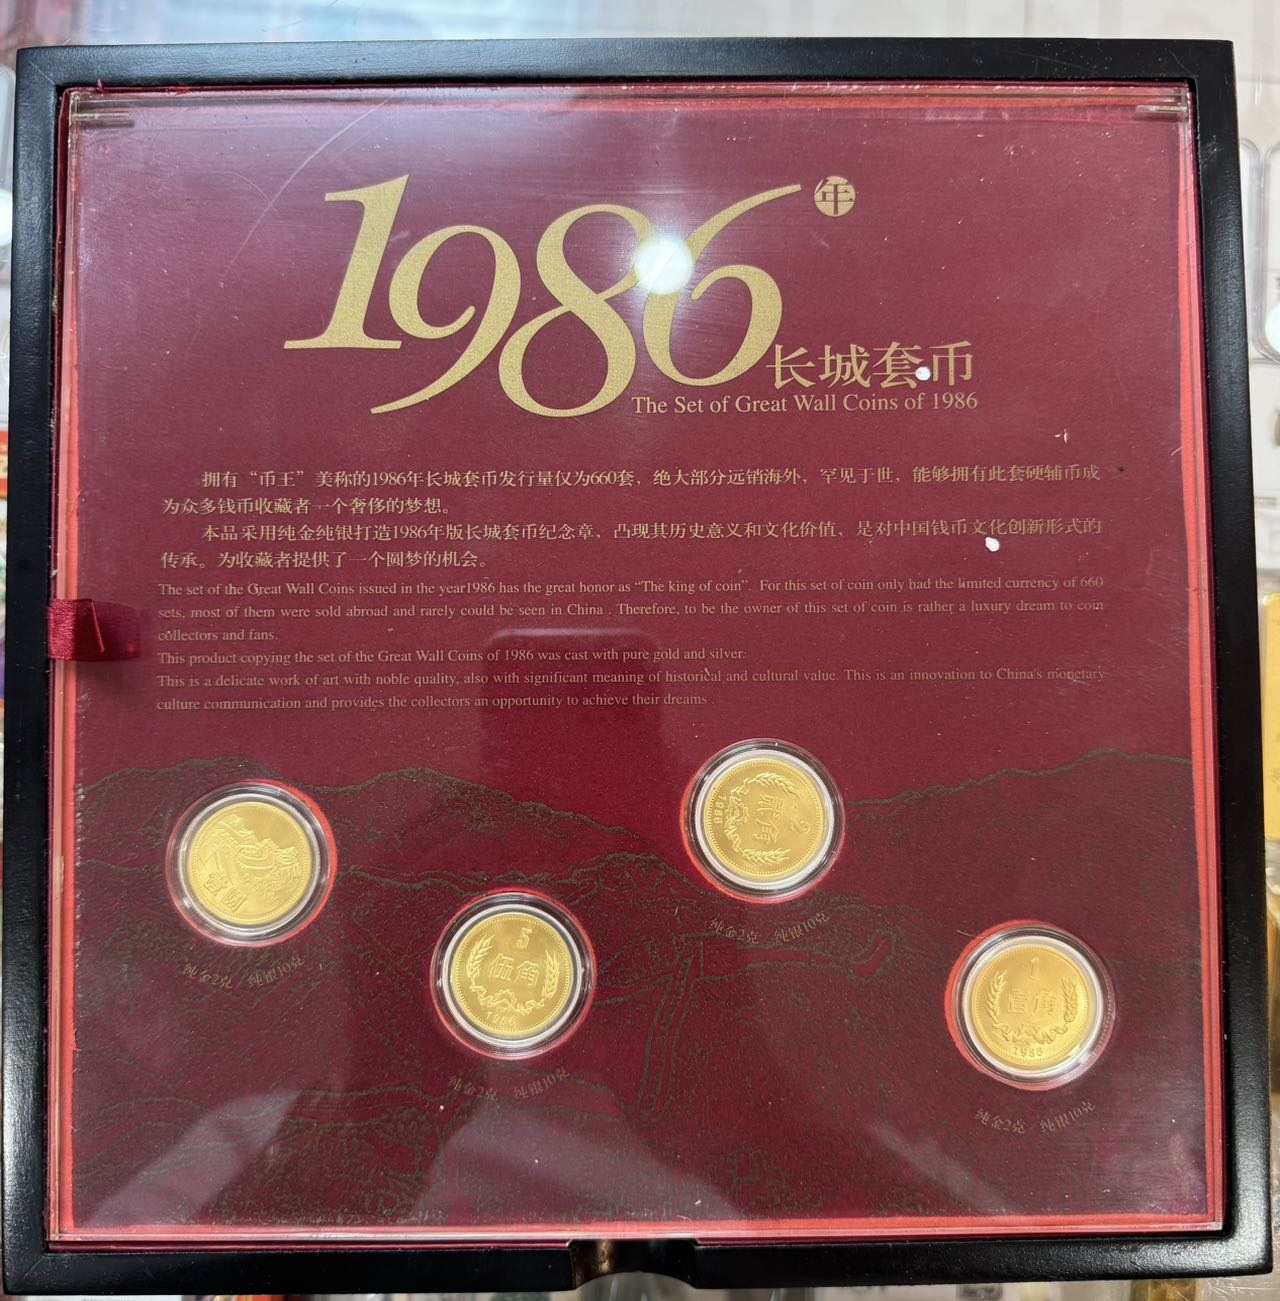 1986年
长城套币
The Set of Great Wall Coins of 1986
拥有“币王”美称的1986年长城套币发行量仅为660套，绝大部分远销海外，罕见于世，能够拥有此套硬辅币成
为众多钱币收藏者一个奢侈的梦想。
本品采用纯金纯银打造1986年版长城套币纪念章，凸现其历史意义和文化价值，是对中国钱币文化创新形式的
传承。为收藏者提供了一个圆梦的机会。
The set of the Great Wall Coins issued in the year1986 has the great honor as “The king of coin”. For this set of coin only had the limited currency of 660
sets, most of them were sold abroad and rarely could be seen in China . Therefore, to be the owner of this set of coin is rather a luxury dream to coin
collectors and fans.
This product copying the set of the Great Wall Coins of 1986 was cast with pure gold and silver.
This is a delicate work of art with noble quality, also with significant meaning of historical and cultural value. This is an innovation to China's monetary
culture communication and provides the collectors an opportunity to achieve their dreams .
壹圆
纯金2克 纯银10克
5
伍角
1986
纯金2克 纯银10克
2
贰角
1986
纯金2克 纯银10克
1
壹角
1986
纯金2克 纯银10克